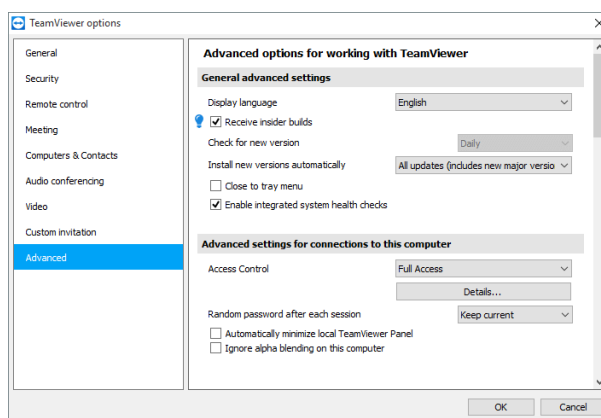 TeamViewer options
General
Security
Remote control
Meeting
Computers & Contacts
Audio conferencing
Video
Custom invitation
Advanced
Advanced options for working with TeamViewer
General advanced settings
Display language English
Receive insider builds
Check for new version Daily
Install new versions automatically All updates (includes new major versio
Close to tray menu
Enable integrated system health checks
Advanced settings for connections to this computer
Access Control Full Access
Details...
Random password after each session Keep current
Automatically minimize local TeamViewer Panel
Ignore alpha blending on this computer
OK Cancel